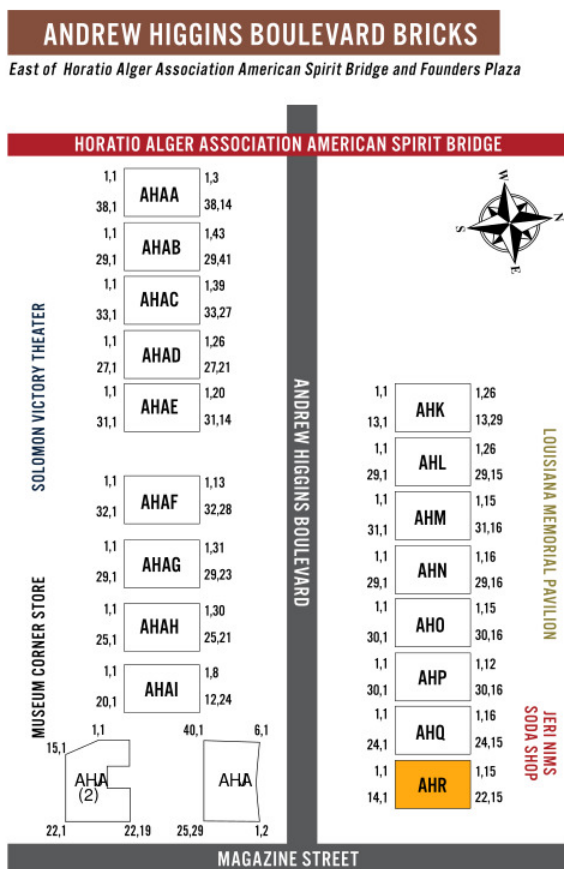 ANDREW HIGGINS BOULEVARD BRICKS
East of Horatio Alger Association American Spirit Bridge and Founders Plaza
HORATIO ALGER ASSOCIATION AMERICAN SPIRIT BRIDGE
W
N
S
E
1,1 AHAA 1,3
38,1 38,14
1,1 AHAB 1,43
29,1 29,41
1,1 AHAC 1,39
33,1 33,27
1,1 AHAD 1,26
27,1 27,21
1,1 AHAE 1,20
31,1 31,14
1,1 AHAF 1,13
32,1 32,28
1,1 AHAG 1,31
29,1 29,23
1,1 AHAH 1,30
25,1 25,21
1,1 AHAI 1,8
20,1 12,24
SOLOMON VICTORY THEATER
MUSEUM CORNER STORE
1,1
15,1
AHA
(2)
22,1 22,19
40,1 6,1
AHA
25,29 1,2
ANDREW HIGGINS BOULEVARD
1,1 AHK 1,26
13,1 13,29
1,1 AHL 1,26
29,1 29,15
1,1 AHM 1,15
31,1 31,16
1,1 AHN 1,16
29,1 29,16
1,1 AHO 1,15
30,1 30,16
1,1 AHP 1,12
30,1 30,16
1,1 AHQ 1,16
24,1 24,15
1,1 AHR 1,15
14,1 22,15
LOUISIANA MEMORIAL PAVILION
JERI NIMS
SODA SHOP
MAGAZINE STREET